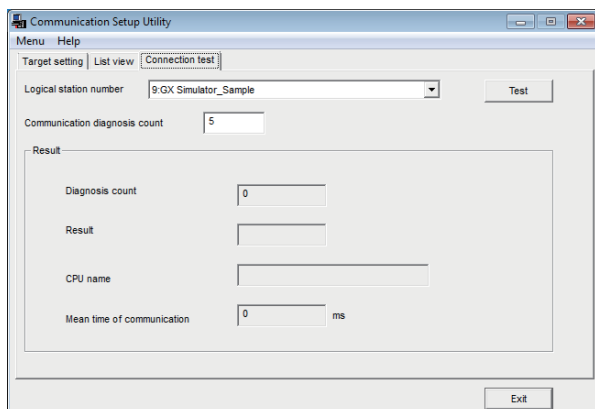 Communication Setup Utility
Menu Help
Target setting List view Connection test
Logical station number 9:GX Simulator_Sample Test
Communication diagnosis count 5
Result
Diagnosis count 0
Result
CPU name
Mean time of communication 0 ms
Exit